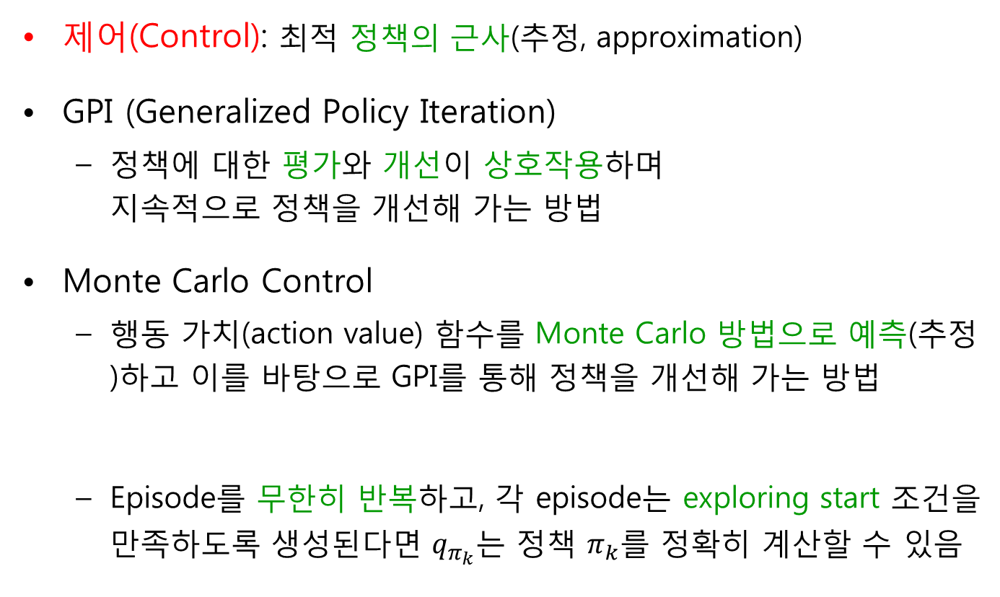 • 제어(Control): 최적 정책의 근사(추정, approximation)
• GPI (Generalized Policy Iteration)
– 정책에 대한 평가와 개선이 상호작용하며
지속적으로 정책을 개선해 가는 방법
• Monte Carlo Control
– 행동 가치(action value) 함수를 Monte Carlo 방법으로 예측(추정
)하고 이를 바탕으로 GPI를 통해 정책을 개선해 가는 방법
– Episode를 무한히 반복하고, 각 episode는 exploring start 조건을
만족하도록 생성된다면 $q_{\pi_k}$는 정책 $\pi_k$를 정확히 계산할 수 있음